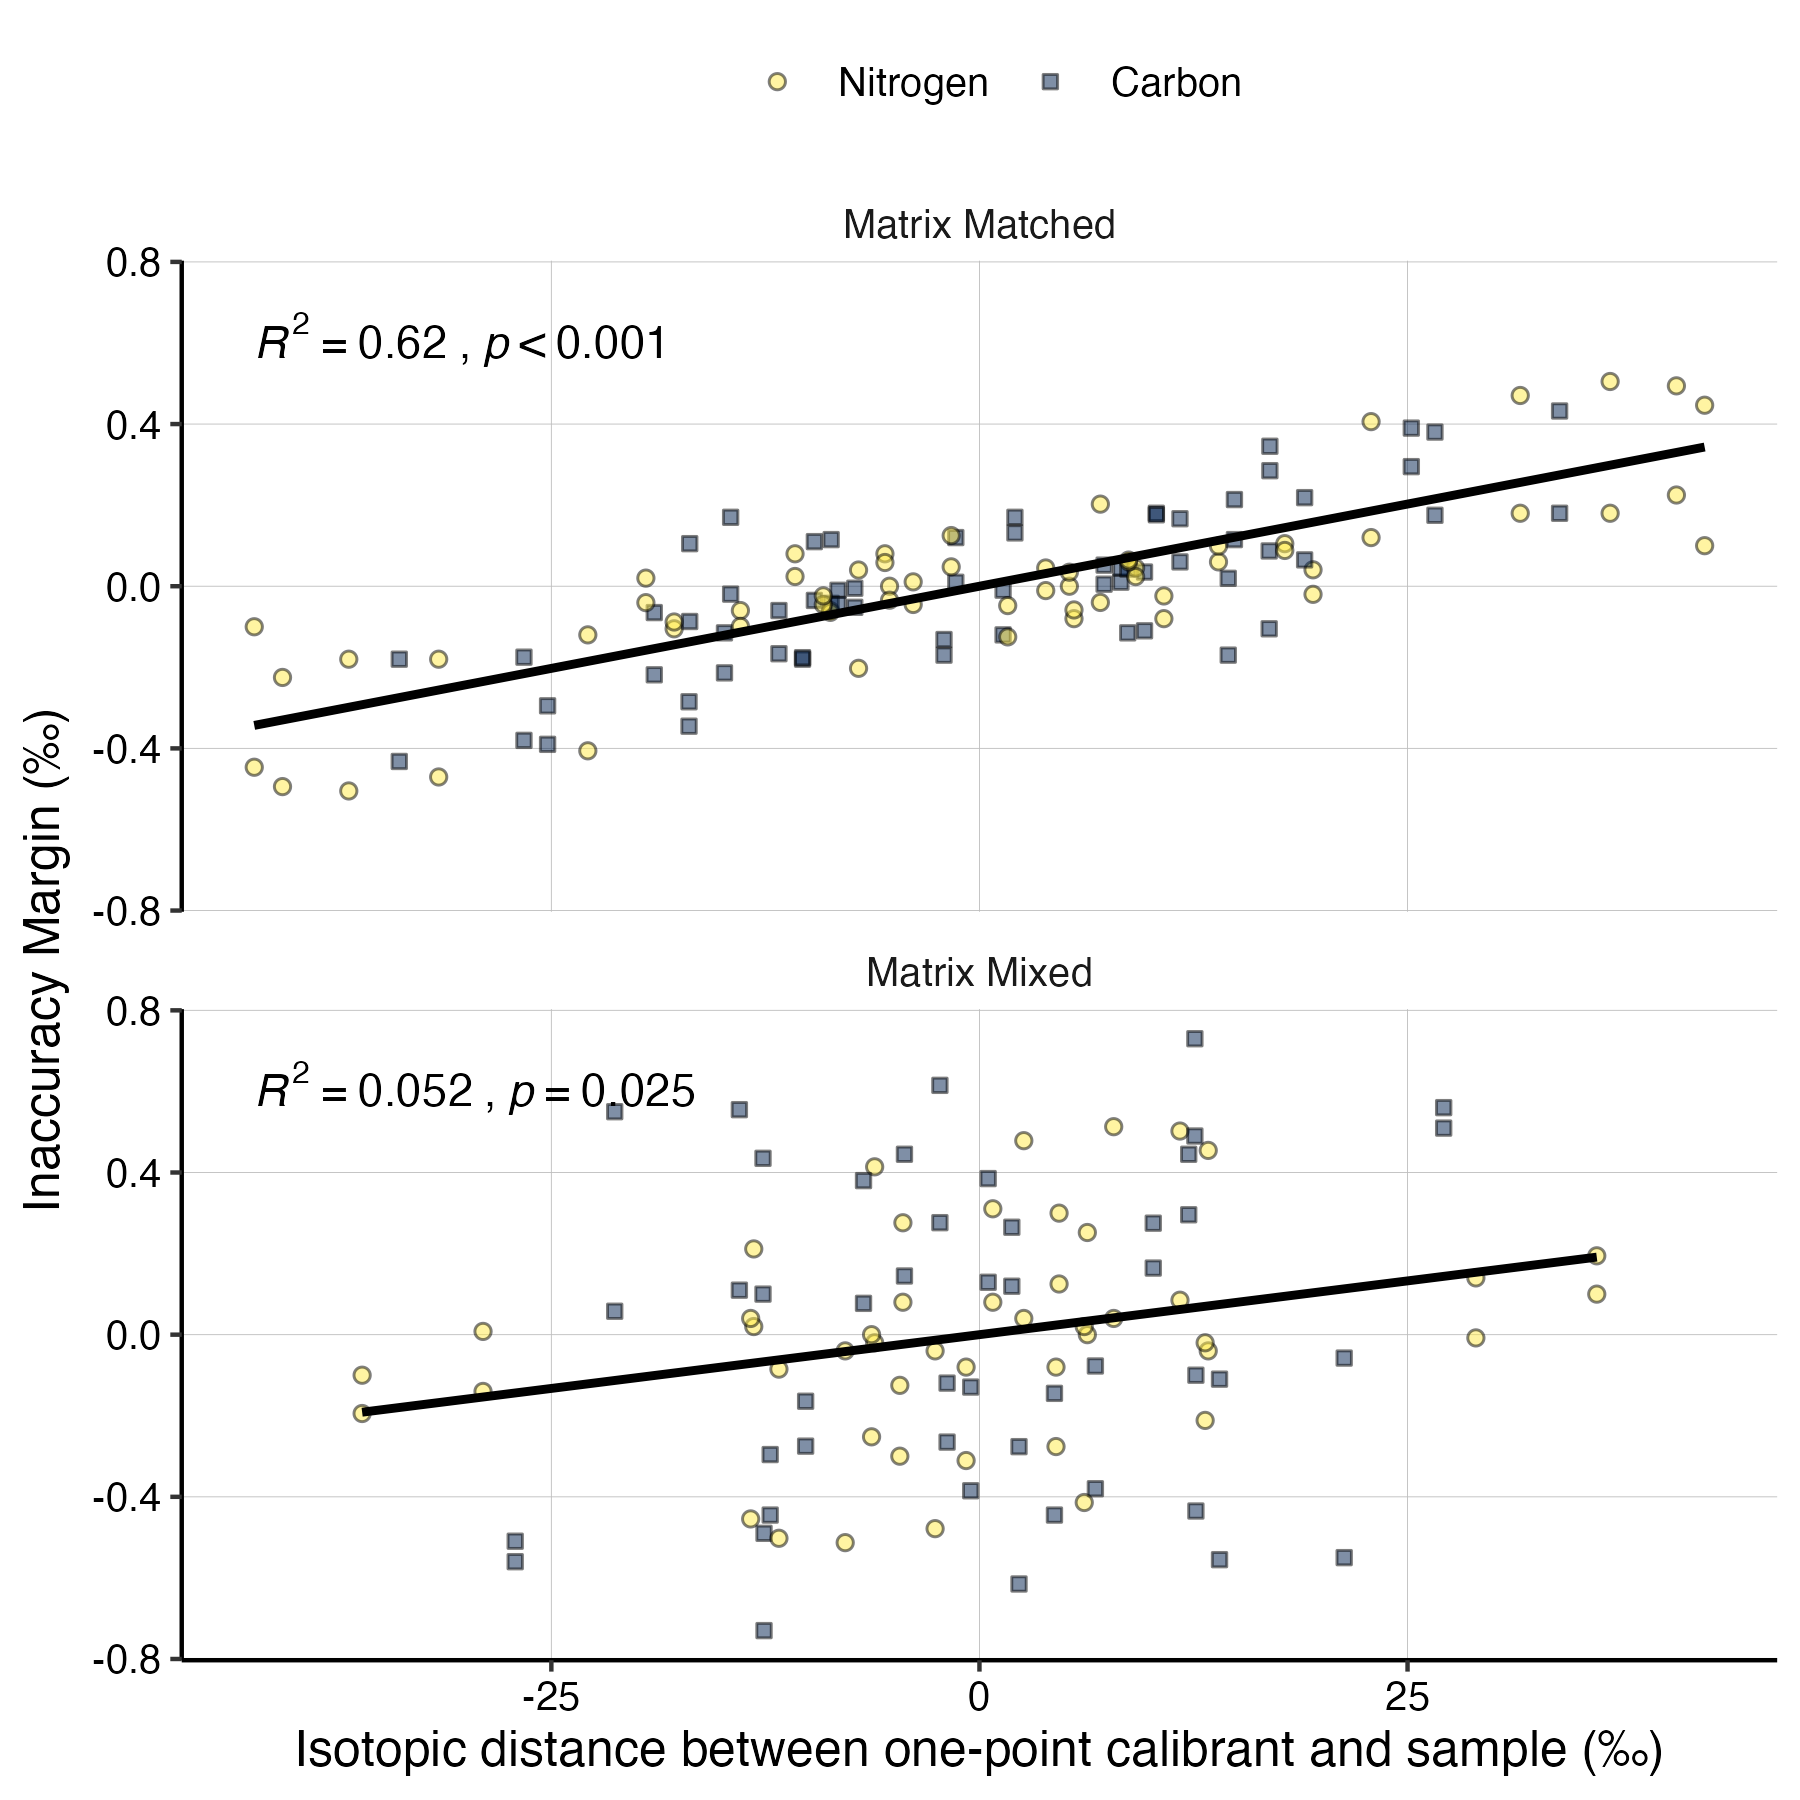 Nitrogen Carbon
Matrix Matched
0.8
R² = 0.62 , p < 0.001
0.4
0.0
-0.4
-0.8
Inaccuracy Margin (‰)
Matrix Mixed
0.8
R² = 0.052 , p = 0.025
0.4
0.0
-0.4
-0.8
-25 0 25
Isotopic distance between one-point calibrant and sample (‰)